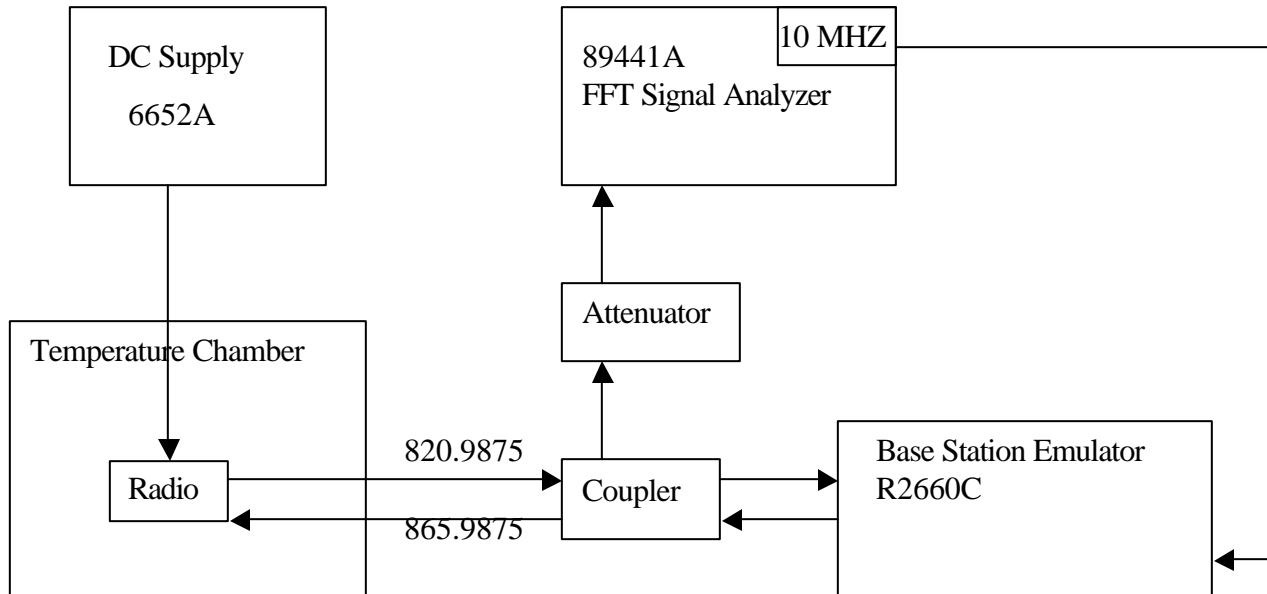 DC Supply
6652A
10 MHZ
89441A
FFT Signal Analyzer
Attenuator
Temperature Chamber
Radio
820.9875
865.9875
Coupler
Base Station Emulator
R2660C